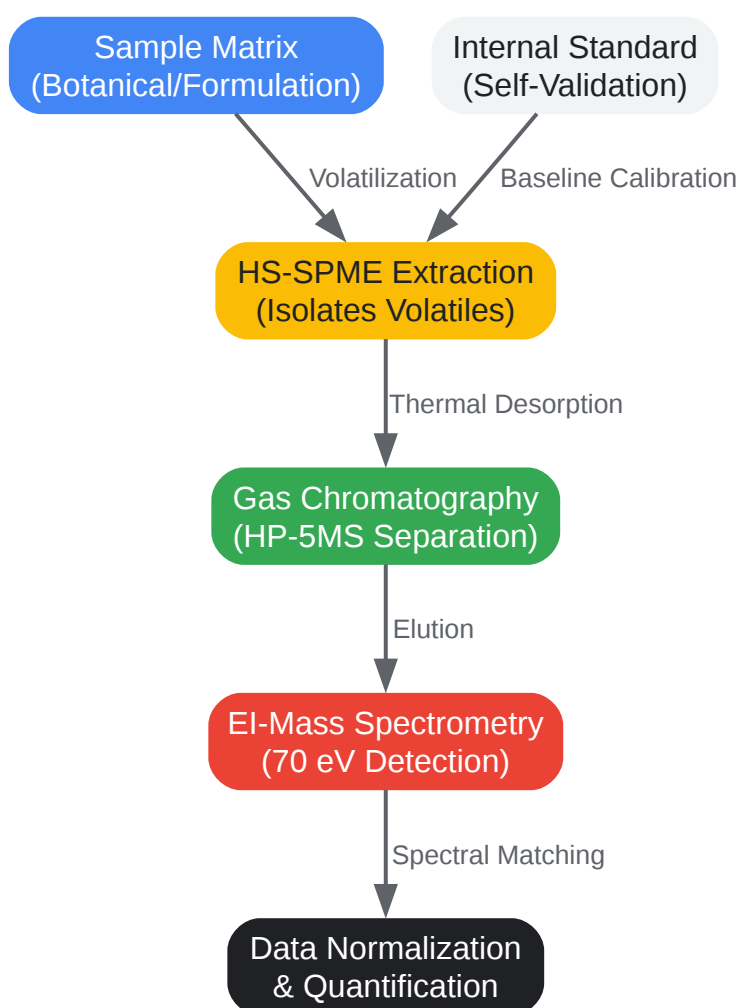 Sample Matrix
(Botanical/Formulation)
Internal Standard
(Self-Validation)
Volatilization
Baseline Calibration
HS-SPME Extraction
(Isolates Volatiles)
Thermal Desorption
Gas Chromatography
(HP-5MS Separation)
Elution
EI-Mass Spectrometry
(70 eV Detection)
Spectral Matching
Data Normalization
& Quantification